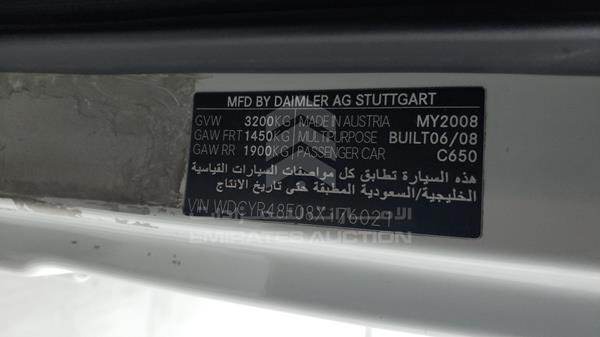 MFD BY DAIMLER AG STUTTGART
GVW 3200KG MADE IN AUSTRIA MY2008
GAW FRT 1450KG MULTIPURPOSE BUILT06/08
GAW RR 1900KG PASSENGER CAR C650
هذه السيارة تطابق كل مواصفات السيارات القياسية
الخليجية/السعودية المطبقة حتى تاريخ الانتاج
VIN WDCYR48E08X176021
EMIRATES AUCTION